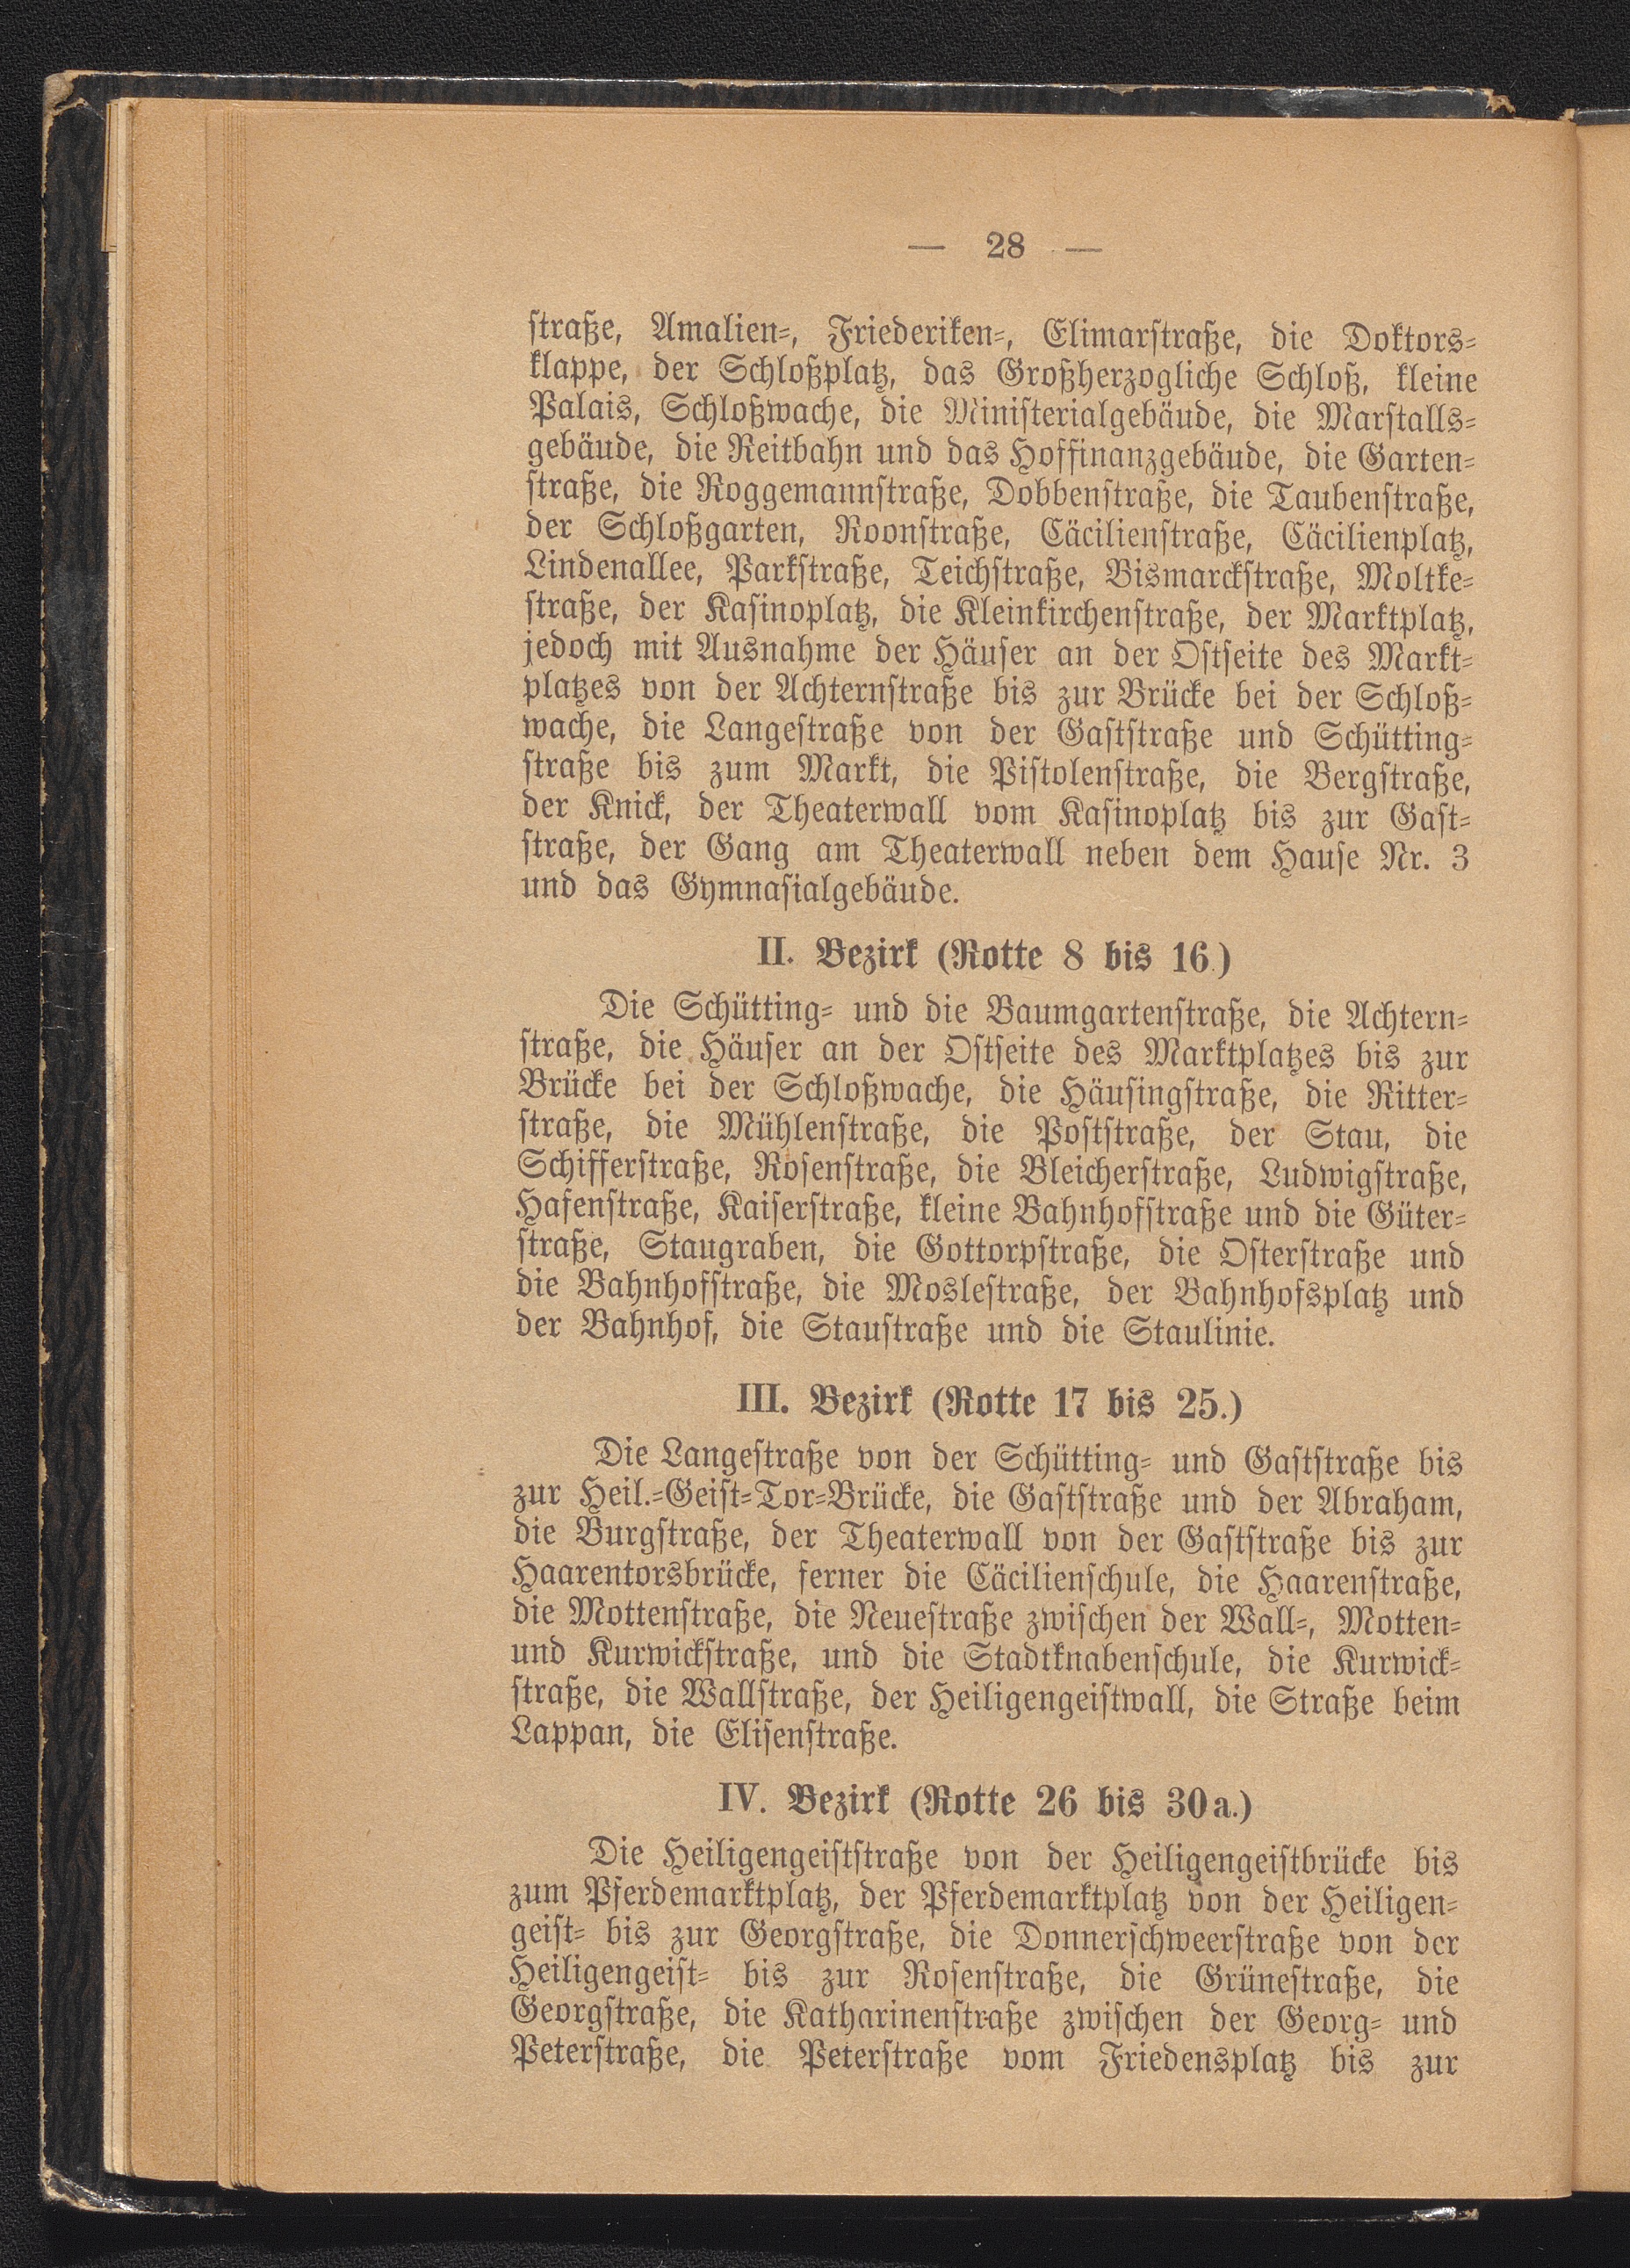 — 28 —
straße, Amalien-, Friederiken-, Elimarstraße, die Doktors-
klappe, der Schloßplatz, das Großherzogliche Schloß, kleine
Palais, Schloßwache, die Ministerialgebäude, die Marstalls-
gebäude, die Reitbahn und das Hoffinanzgebäude, die Garten-
straße, die Roggemannstraße, Dobbenstraße, die Taubenstraße,
der Schloßgarten, Roonstraße, Cäcilienstraße, Cäcilienplatz,
Lindenallee, Parkstraße, Teichstraße, Bismarckstraße, Moltke-
straße, der Kasinoplatz, die Kleinkirchenstraße, der Marktplatz,
jedoch mit Ausnahme der Häuser an der Ostseite des Markt-
platzes von der Achternstraße bis zur Brücke bei der Schloß-
wache, die Langestraße von der Gaststraße und Schütting-
straße bis zum Markt, die Pistolenstraße, die Bergstraße,
der Knick, der Theaterwall vom Kasinoplatz bis zur Gast-
straße, der Gang am Theaterwall neben dem Hause Nr. 3
und das Gymnasialgebäude.
II. Bezirk (Rotte 8 bis 16.)
Die Schütting- und die Baumgartenstraße, die Achtern-
straße, die Häuser an der Ostseite des Marktplatzes bis zur
Brücke bei der Schloßwache, die Häusingstraße, die Ritter-
straße, die Mühlenstraße, die Poststraße, der Stau, die
Schifferstraße, Rosenstraße, die Bleicherstraße, Ludwigstraße,
Hafenstraße, Kaiserstraße, kleine Bahnhofstraße und die Güter-
straße, Staugraben, die Gottorpstraße, die Osterstraße und
die Bahnhofstraße, die Moslestraße, der Bahnhofsplatz und
der Bahnhof, die Staustraße und die Staulinie.
III. Bezirk (Rotte 17 bis 25.)
Die Langestraße von der Schütting- und Gaststraße bis
zur Heil.-Geist-Tor-Brücke, die Gaststraße und der Abraham,
die Burgstraße, der Theaterwall von der Gaststraße bis zur
Haarentorsbrücke, ferner die Cäcilienschule, die Haarenstraße,
die Mottenstraße, die Neuestraße zwischen der Wall-, Motten-
und Kurwickstraße, und die Stadtknabenschule, die Kurwick-
straße, die Wallstraße, der Heiligengeistwall, die Straße beim
Lappan, die Elisenstraße.
IV. Bezirk (Rotte 26 bis 30a.)
Die Heiligengeiststraße von der Heiligengeistbrücke bis
zum Pferdemarktplatz, der Pferdemarktplatz von der Heiligen-
geist- bis zur Georgstraße, die Donnerschweerstraße von der
Heiligengeist- bis zur Rosenstraße, die Grünestraße, die
Georgstraße, die Katharinenstraße zwischen der Georg- und
Peterstraße, die Peterstraße vom Friedensplatz bis zur